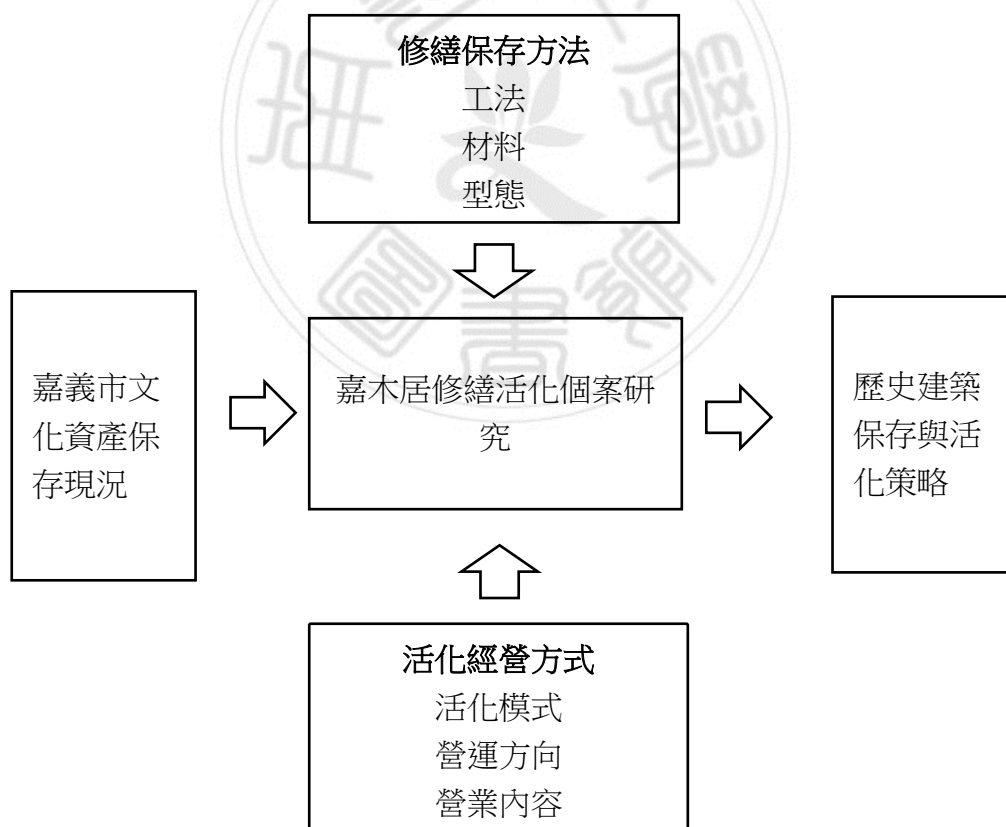 修繕保存方法
工法
材料
型態
嘉義市文
化資產保
存現況
嘉木居修繕活化個案研
究
歷史建築
保存與活
化策略
活化經營方式
活化模式
營運方向
營業內容